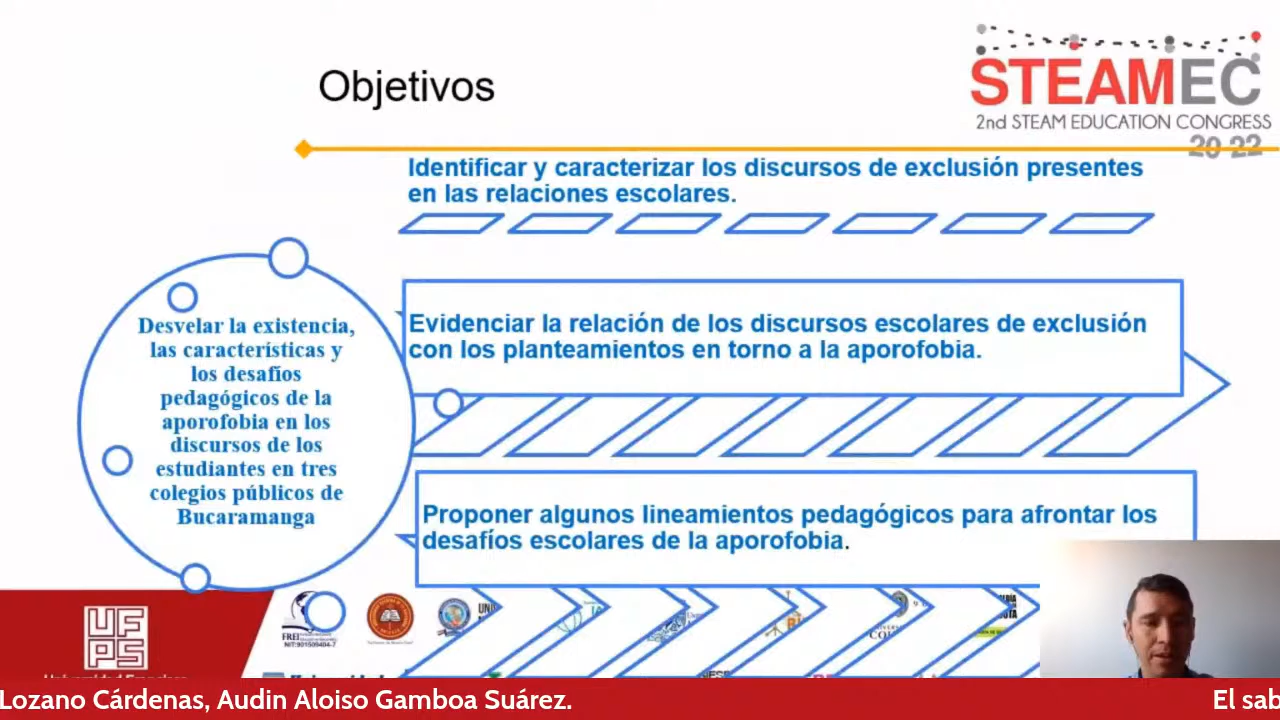 Objetivos
STEAMEC
2nd STEAM EDUCATION CONGRESS
20 22
Identificar y caracterizar los discursos de exclusión presentes
en las relaciones escolares.
Desvelar la existencia,
las características y
los desafíos
pedagógicos de la
aporofobia en los
discursos de los
estudiantes en tres
colegios públicos de
Bucaramanga
Evidenciar la relación de los discursos escolares de exclusión
con los planteamientos en torno a la aporofobia.
Proponer algunos lineamientos pedagógicos para afrontar los
desafíos escolares de la aporofobia.
UFPS
FREI
NIT:901509404-7
Lozano Cárdenas, Audin Aloiso Gamboa Suárez.
El sab